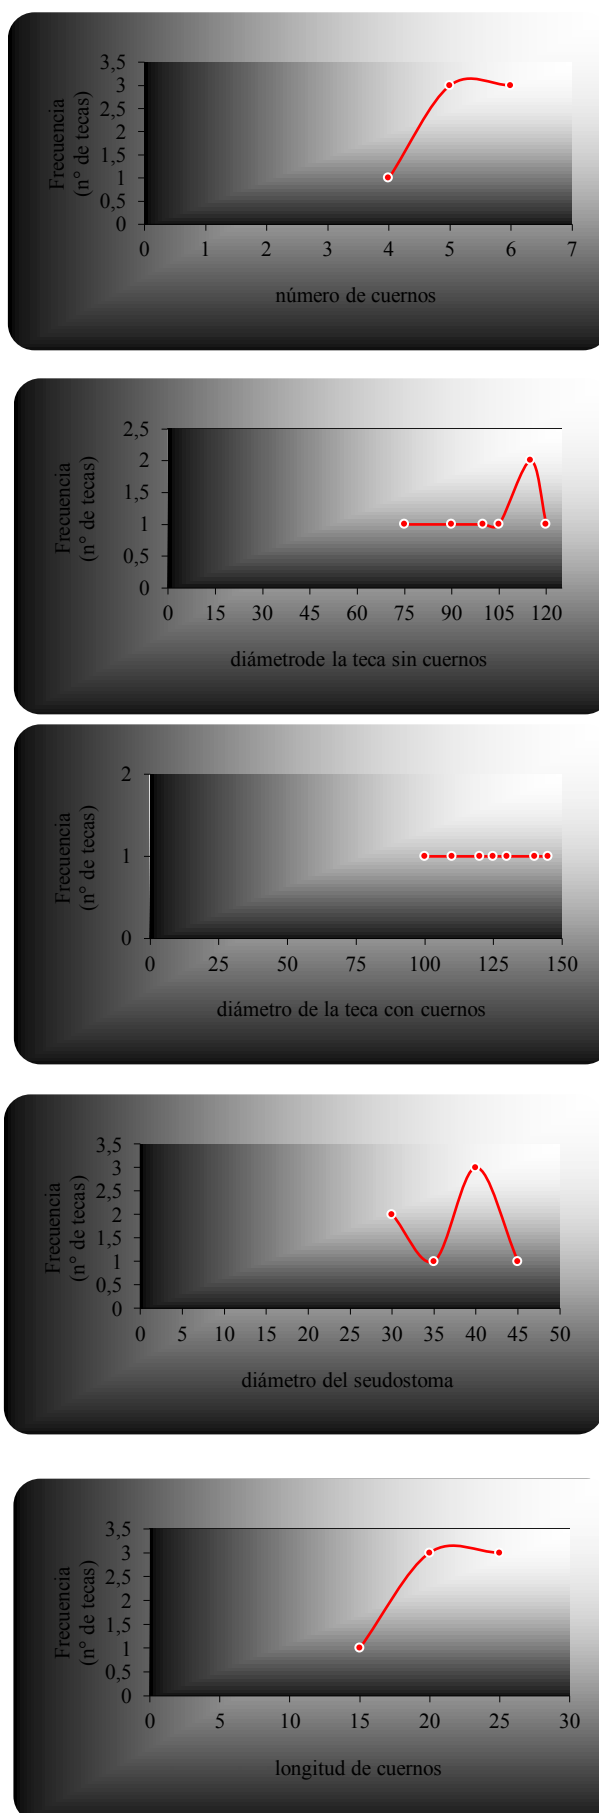 Frecuencia
(n° de tecas)
3,5
3
2,5
2
1,5
1
0,5
0
0 1 2 3 4 5 6 7
número de cuernos
Frecuencia
(n° de tecas)
2,5
2
1,5
1
0,5
0
0 15 30 45 60 75 90 105 120
diámetrode la teca sin cuernos
Frecuencia
(n° de tecas)
2
1
0
0 25 50 75 100 125 150
diámetro de la teca con cuernos
Frecuencia
(n° de tecas)
3,5
3
2,5
2
1,5
1
0,5
0
0 5 10 15 20 25 30 35 40 45 50
diámetro del seudostoma
Frecuencia
(n° de tecas)
3,5
3
2,5
2
1,5
1
0,5
0
0 5 10 15 20 25 30
longitud de cuernos